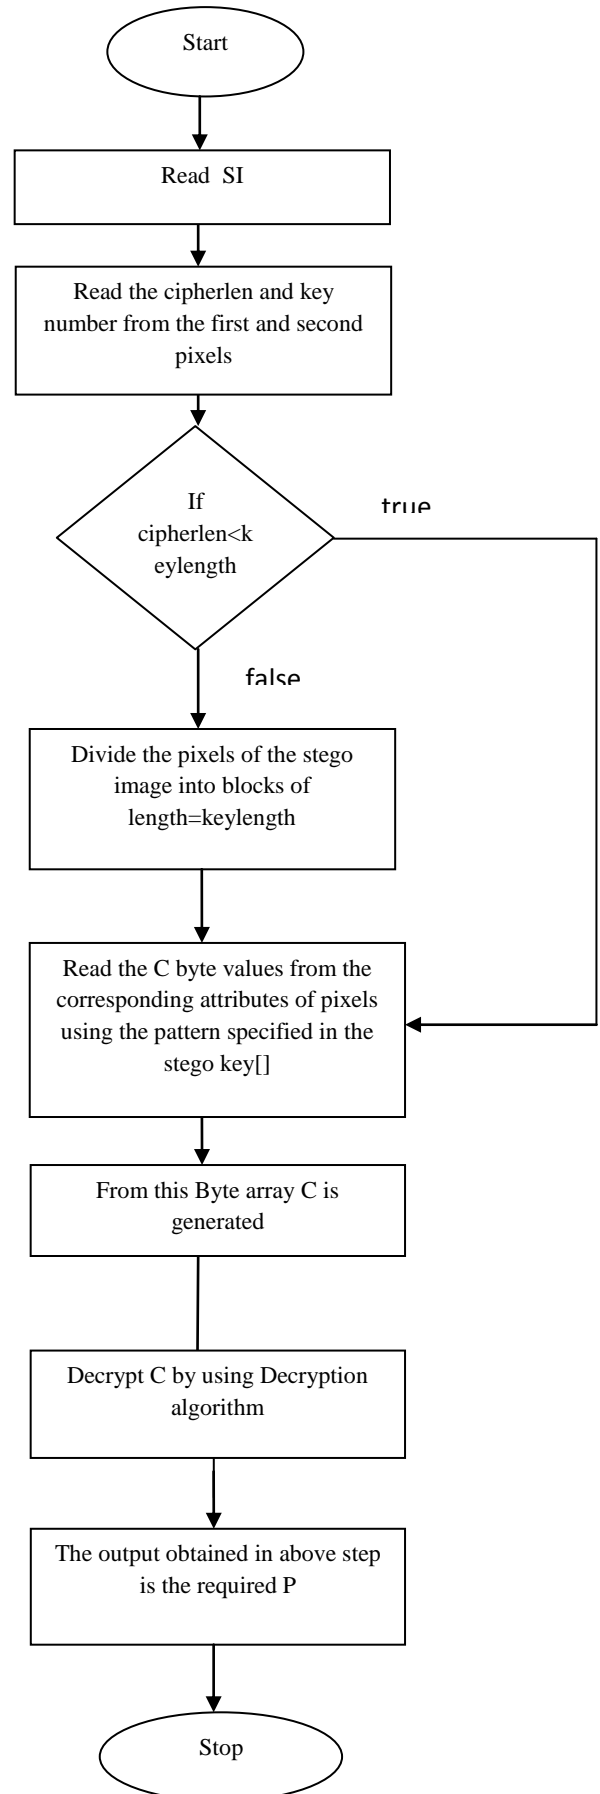 Start
Read SI
Read the cipherlen and key
number from the first and second
pixels
If
cipherlen<k
eylength
true
false
Divide the pixels of the stego
image into blocks of
length=keylength
Read the C byte values from the
corresponding attributes of pixels
using the pattern specified in the
stego key[]
From this Byte array C is
generated
Decrypt C by using Decryption
algorithm
The output obtained in above step
is the required P
Stop